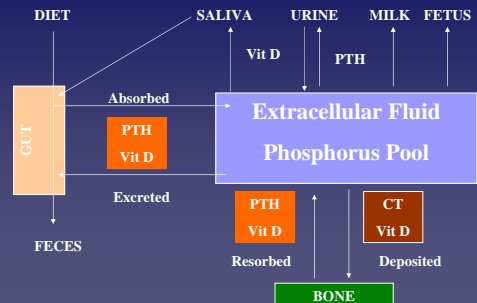 DIET SALIVA URINE MILK FETUS
Vit D PTH
Absorbed
GUT
PTH
Vit D
Extracellular Fluid
Phosphorus Pool
Excreted
FECES
PTH
Vit D
CT
Vit D
Resorbed Deposited
BONE